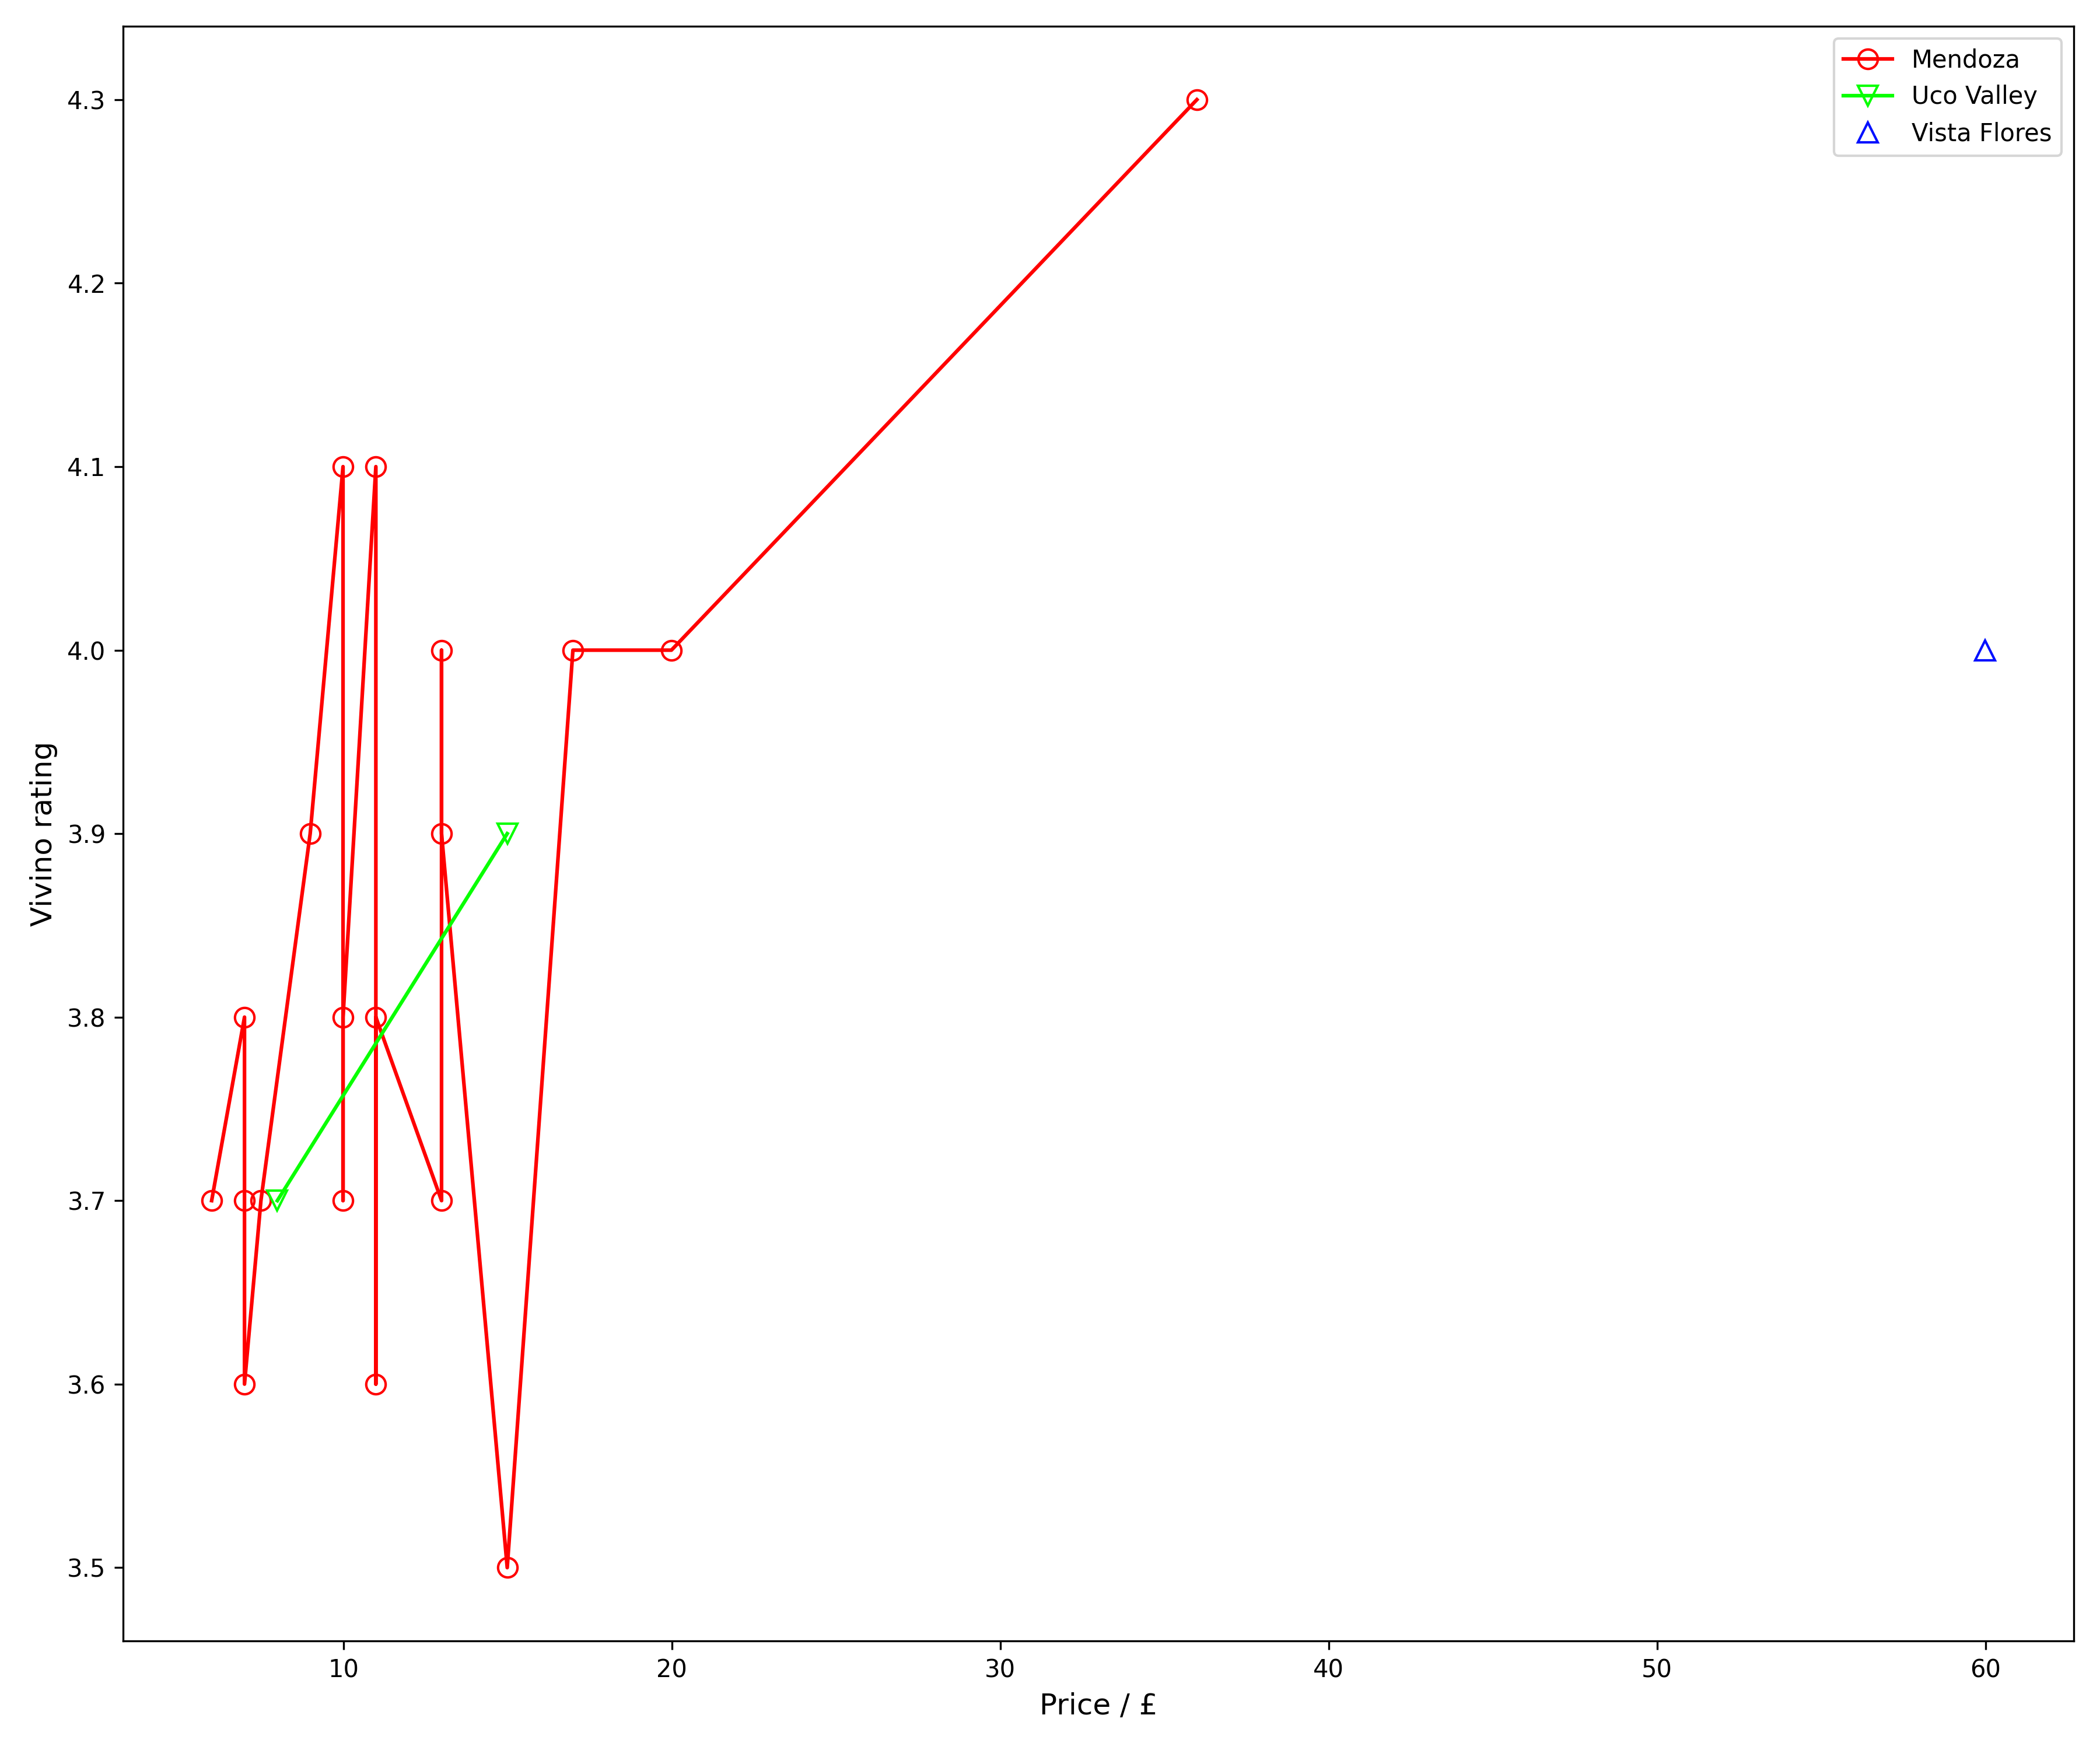 Mendoza
Uco Valley
Vista Flores
4.3
4.2
4.1
4.0
3.9
3.8
3.7
3.6
3.5
Vivino rating
10 20 30 40 50 60
Price / £